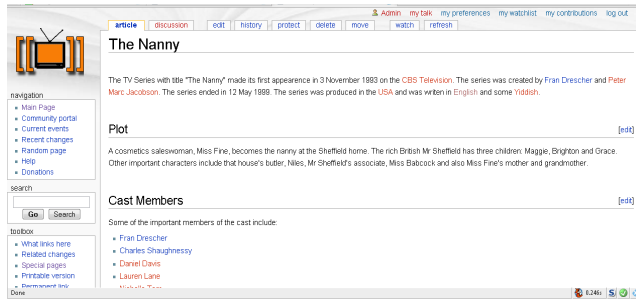 Admin my talk my preferences my watchlist my contributions log out
article discussion edit history protect delete move watch refresh
The Nanny
The TV Series with title "The Nanny" made its first appearence in 3 November 1993 on the CBS Television. The series was created by Fran Drescher and Peter
Marc Jacobson. The series ended in 12 May 1999. The series was produced in the USA and was writen in English and some Yiddish.
Plot [edit]
A cosmetics saleswoman, Miss Fine, becomes the nanny at the Sheffield home. The rich British Mr Sheffield has three children: Maggie, Brighton and Grace.
Other important characters include that house's butler, Niles, Mr Sheffield's associate, Miss Babcock and also Miss Fine's mother and grandmother.
Cast Members [edit]
Some of the important members of the cast include:
Fran Drescher
Charles Shaughnessy
Daniel Davis
Lauren Lane
navigation
Main Page
Community portal
Current events
Recent changes
Random page
Help
Donations
search
Go Search
toolbox
What links here
Related changes
Special pages
Printable version
Permanent link
Done 0.246s